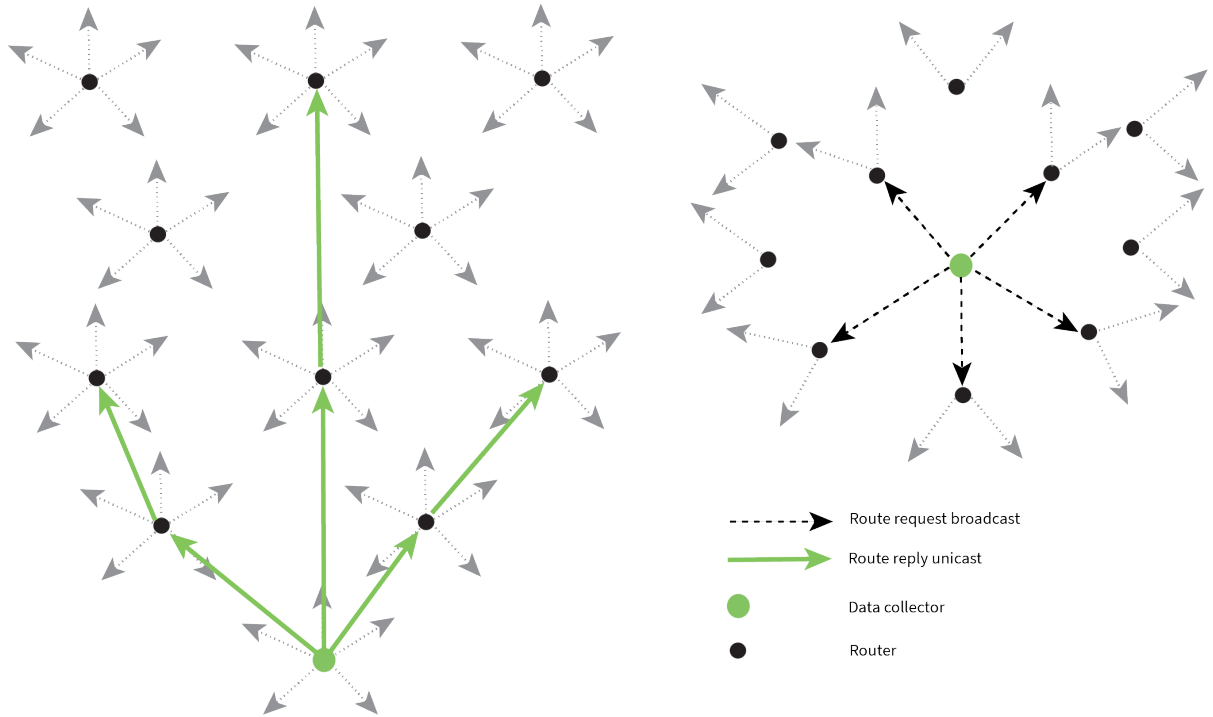 Route request broadcast
Route reply unicast
Data collector
Router